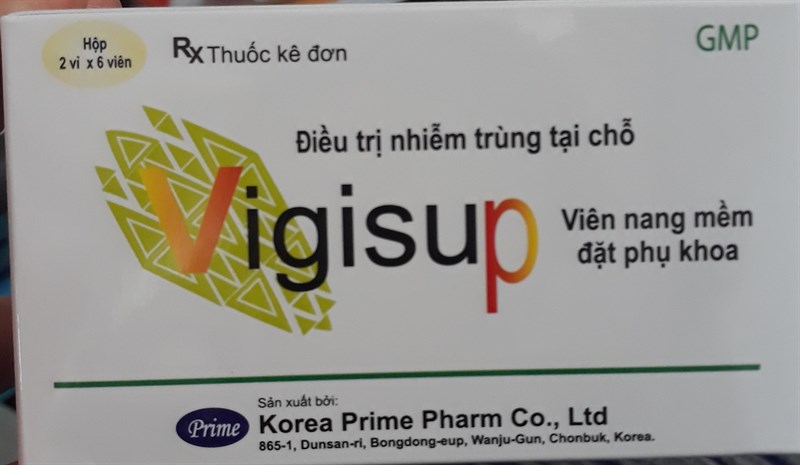 Hộp
2 vỉ x 6 viên
Rx Thuốc kê đơn
GMP
Điều trị nhiễm trùng tại chỗ
Vigisup
Viên nang mềm
đặt phụ khoa
Sản xuất bởi:
Prime
Korea Prime Pharm Co., Ltd
865-1, Dunsan-ri, Bongdong-eup, Wanju-Gun, Chonbuk, Korea.